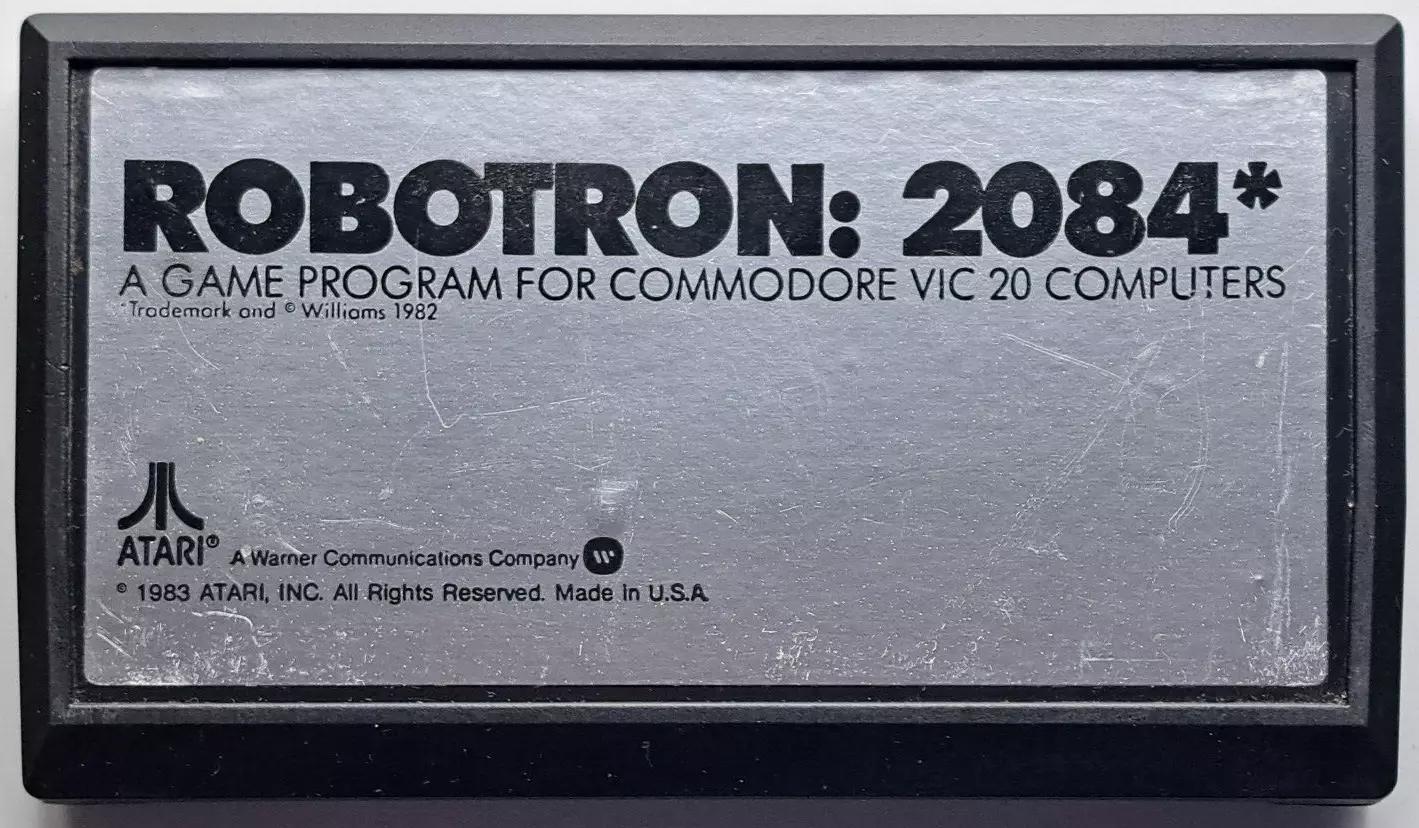 ROBOTRON: 2084*
A GAME PROGRAM FOR COMMODORE VIC 20 COMPUTERS
*Trademark and © Williams 1982
ATARI® A Warner Communications Company
© 1983 ATARI, INC. All Rights Reserved. Made in U.S.A.